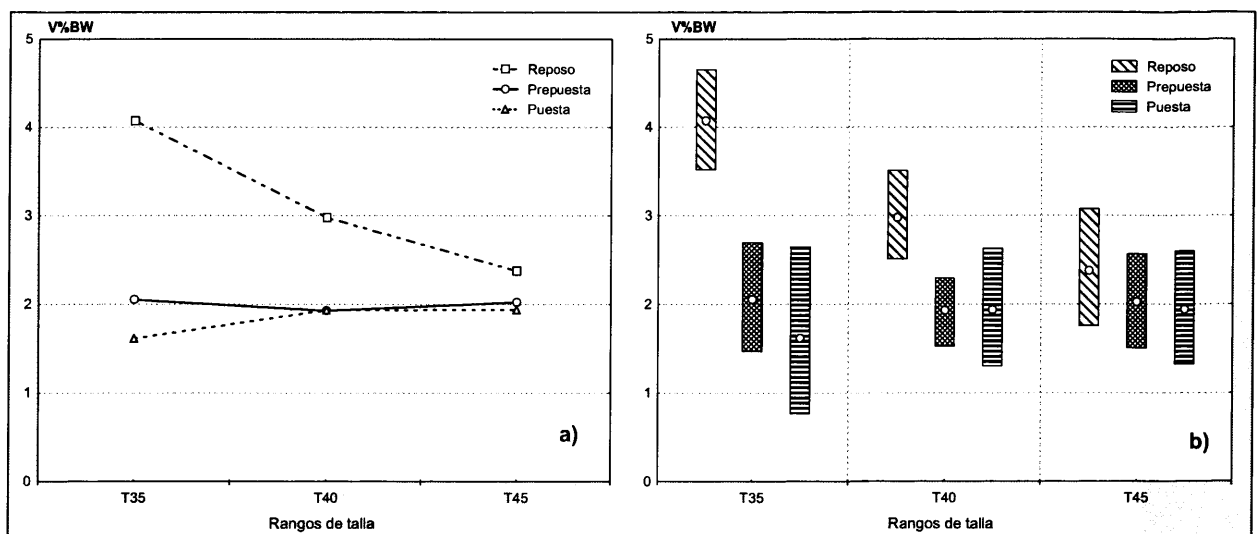 V%BW
5
4
3
2
1
0
Reposo
Prepuesta
Puesta
a)
T35
T40
T45
Rangos de talla
V%BW
5
4
3
2
1
0
Reposo
Prepuesta
Puesta
b)
T35
T40
T45
Rangos de talla